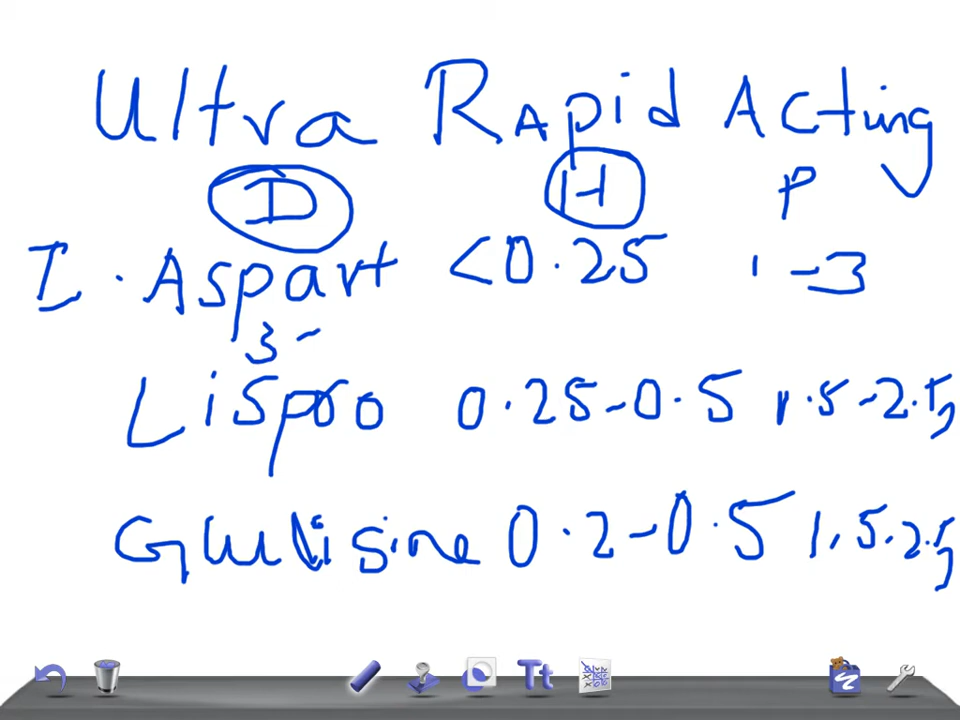 Ultra RApid Acting
D H P
I. Aspart <0.25 1-3
3-
Lispro 0.25-0.5 1.5-2.5
Glulisine 0.2-0.5 1.5-2.5
Tt